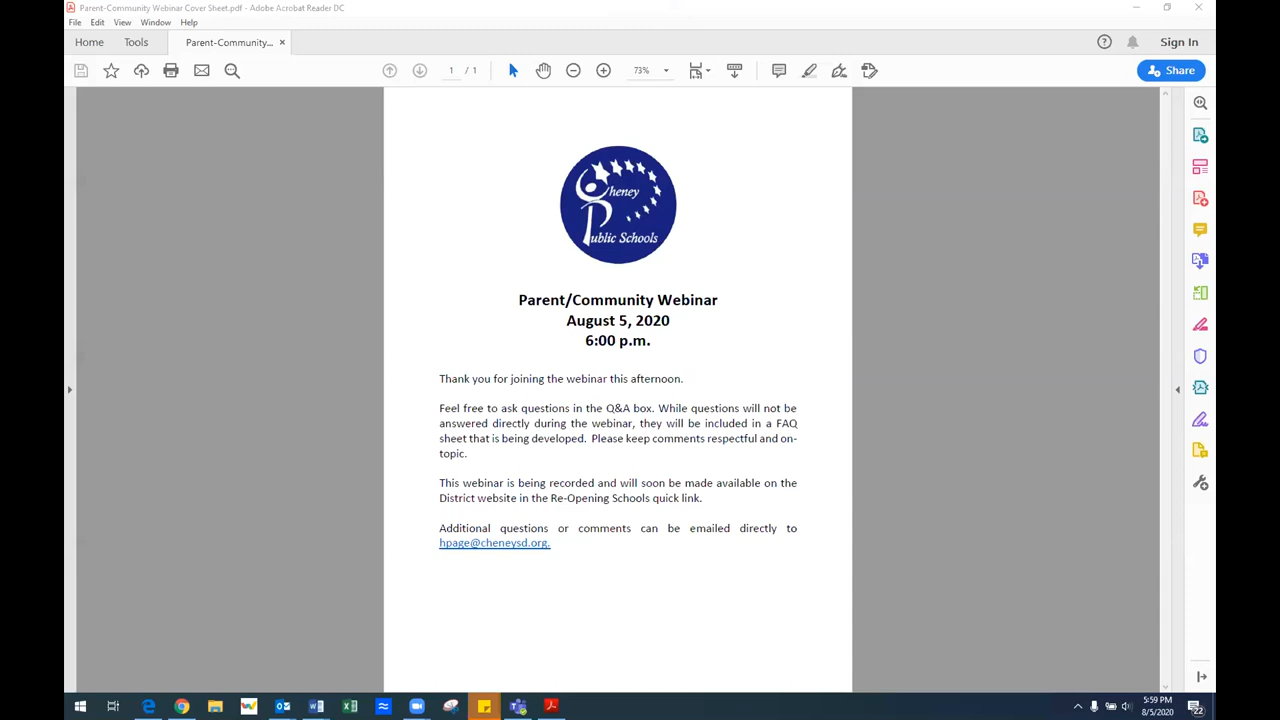 Parent-Community Webinar Cover Sheet.pdf - Adobe Acrobat Reader DC
File Edit View Window Help
Home Tools Parent-Community... × Sign In
1 / 1 73% Share
Cheney
Public Schools
Parent/Community Webinar
August 5, 2020
6:00 p.m.
Thank you for joining the webinar this afternoon.
Feel free to ask questions in the Q&A box. While questions will not be
answered directly during the webinar, they will be included in a FAQ
sheet that is being developed. Please keep comments respectful and on-
topic.
This webinar is being recorded and will soon be made available on the
District website in the Re-Opening Schools quick link.
Additional questions or comments can be emailed directly to
hpage@cheneysd.org.
5:59 PM
8/5/2020
22